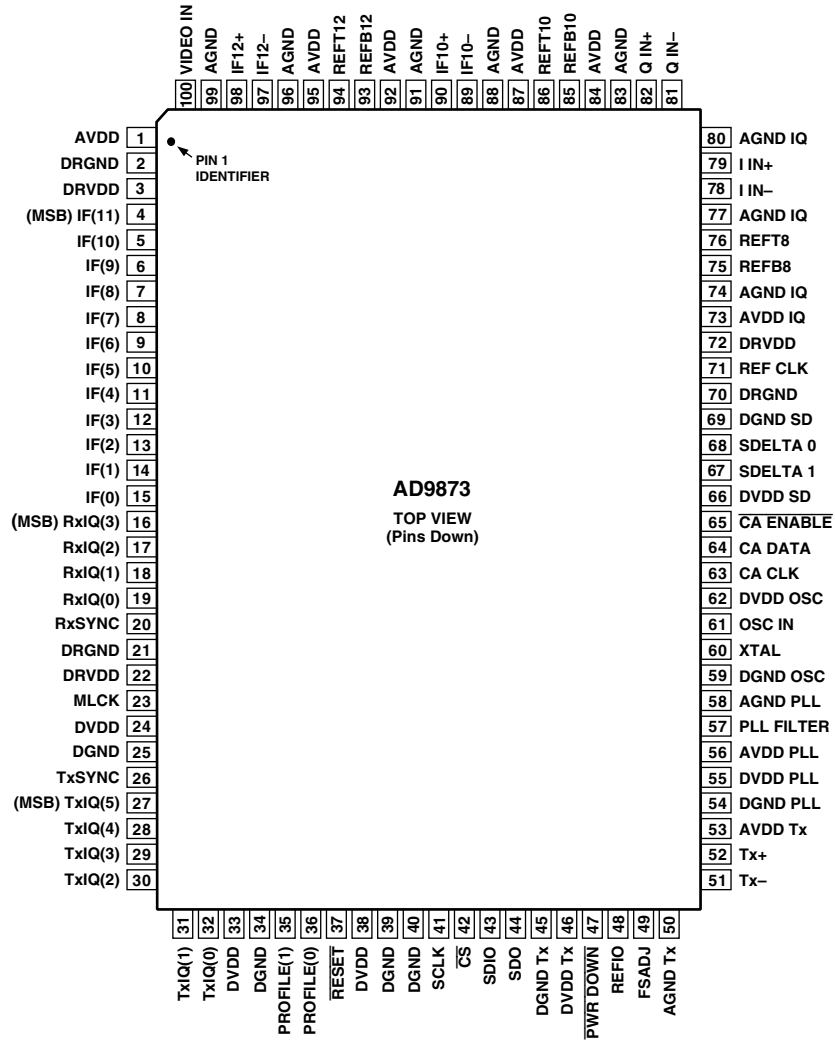 VIDEO IN
AGND
IF12+
IF12–
AGND
AVDD
REFT12
REFB12
AVDD
AGND
IF10+
IF10–
AGND
AVDD
REFT10
REFB10
AVDD
AGND
Q IN+
Q IN–
100 99 98 97 96 95 94 93 92 91 90 89 88 87 86 85 84 83 82 81
AVDD 1
DRGND 2
DRVDD 3
(MSB) IF(11) 4
IF(10) 5
IF(9) 6
IF(8) 7
IF(7) 8
IF(6) 9
IF(5) 10
IF(4) 11
IF(3) 12
IF(2) 13
IF(1) 14
IF(0) 15
(MSB) RxIQ(3) 16
RxIQ(2) 17
RxIQ(1) 18
RxIQ(0) 19
RxSYNC 20
DRGND 21
DRVDD 22
MLCK 23
DVDD 24
DGND 25
TxSYNC 26
(MSB) TxIQ(5) 27
TxIQ(4) 28
TxIQ(3) 29
TxIQ(2) 30
PIN 1
IDENTIFIER
AD9873
TOP VIEW
(Pins Down)
80 AGND IQ
79 I IN+
78 I IN–
77 AGND IQ
76 REFT8
75 REFB8
74 AGND IQ
73 AVDD IQ
72 DRVDD
71 REF CLK
70 DRGND
69 DGND SD
68 SDELTA 0
67 SDELTA 1
66 DVDD SD
65 CA ENABLE
64 CA DATA
63 CA CLK
62 DVDD OSC
61 OSC IN
60 XTAL
59 DGND OSC
58 AGND PLL
57 PLL FILTER
56 AVDD PLL
55 DVDD PLL
54 DGND PLL
53 AVDD Tx
52 Tx+
51 Tx–
31 32 33 34 35 36 37 38 39 40 41 42 43 44 45 46 47 48 49 50
TxIQ(1)
TxIQ(0)
DVDD
DGND
PROFILE(1)
PROFILE(0)
RESET
DVDD
DGND
DGND
SCLK
CS
SDIO
SDO
DGND Tx
DVDD Tx
PWR DOWN
REFIO
FSADJ
AGND Tx